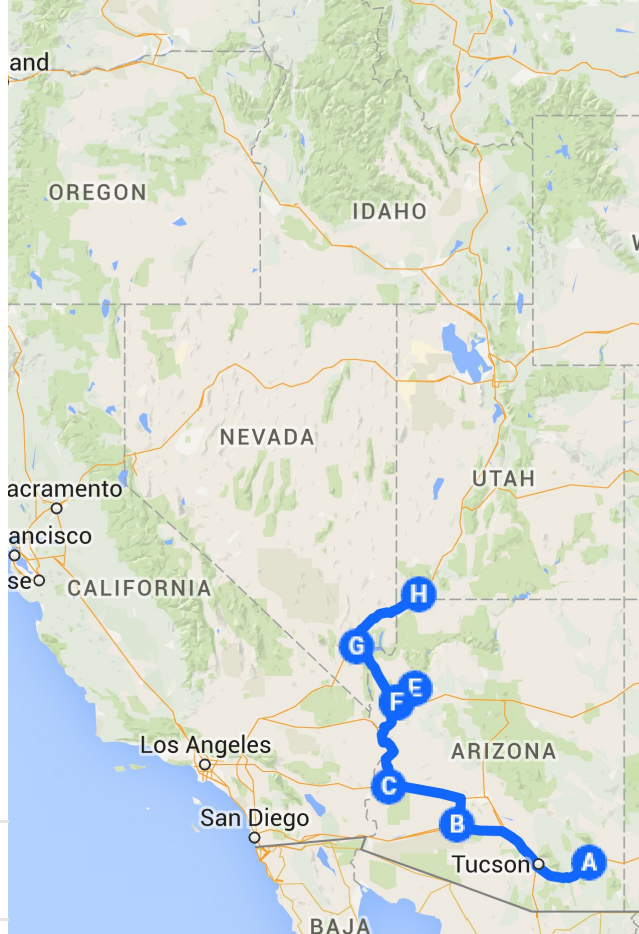 and
OREGON
IDAHO
W
NEVADA
UTAH
acramento
ancisco
se
CALIFORNIA
H
G
E
F
Los Angeles
ARIZONA
C
San Diego
B
Tucson
A
BAJA